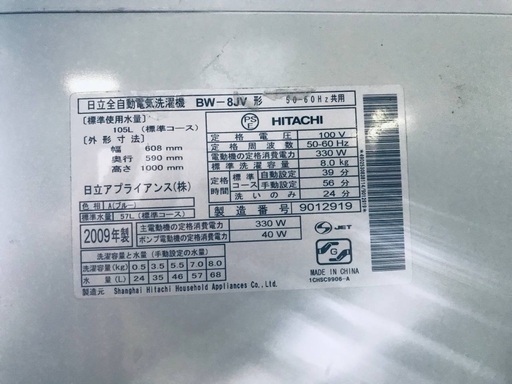 日立全自動電気洗濯機 BW-8JV 形 50-60Hz共用
[標準使用水量]
105L (標準コース)
[外形寸法]
幅 608 mm
奥行 590 mm
高さ 1000 mm
日立アプライアンス(株)
色相 A(ブルー)
標準水量 57L (標準コース)
2009年製
PS
E
HITACHI
定格電圧 100 V
定格周波数 50-60 Hz
電動機の定格消費電力 330 W
標準洗濯容量 8.0 kg
定格時間 標準コース 自動設定 39 分
手動設定 56 分
洗いのみ 24 分
製造番号 9012919
主電動機の定格消費電力 330 W
ポンプ電動機の定格消費電力 40 W
JET
洗濯容量と水量 (手動設定の水量)
洗濯容量(kg) 0.5 3.5 5.5 7.0 8.0
水量(L) 24 35 46 57 68
製造元 Shanghai Hitachi Household Appliances Co.,Ltd.
G
MADE IN CHINA
1CHSC9906-A